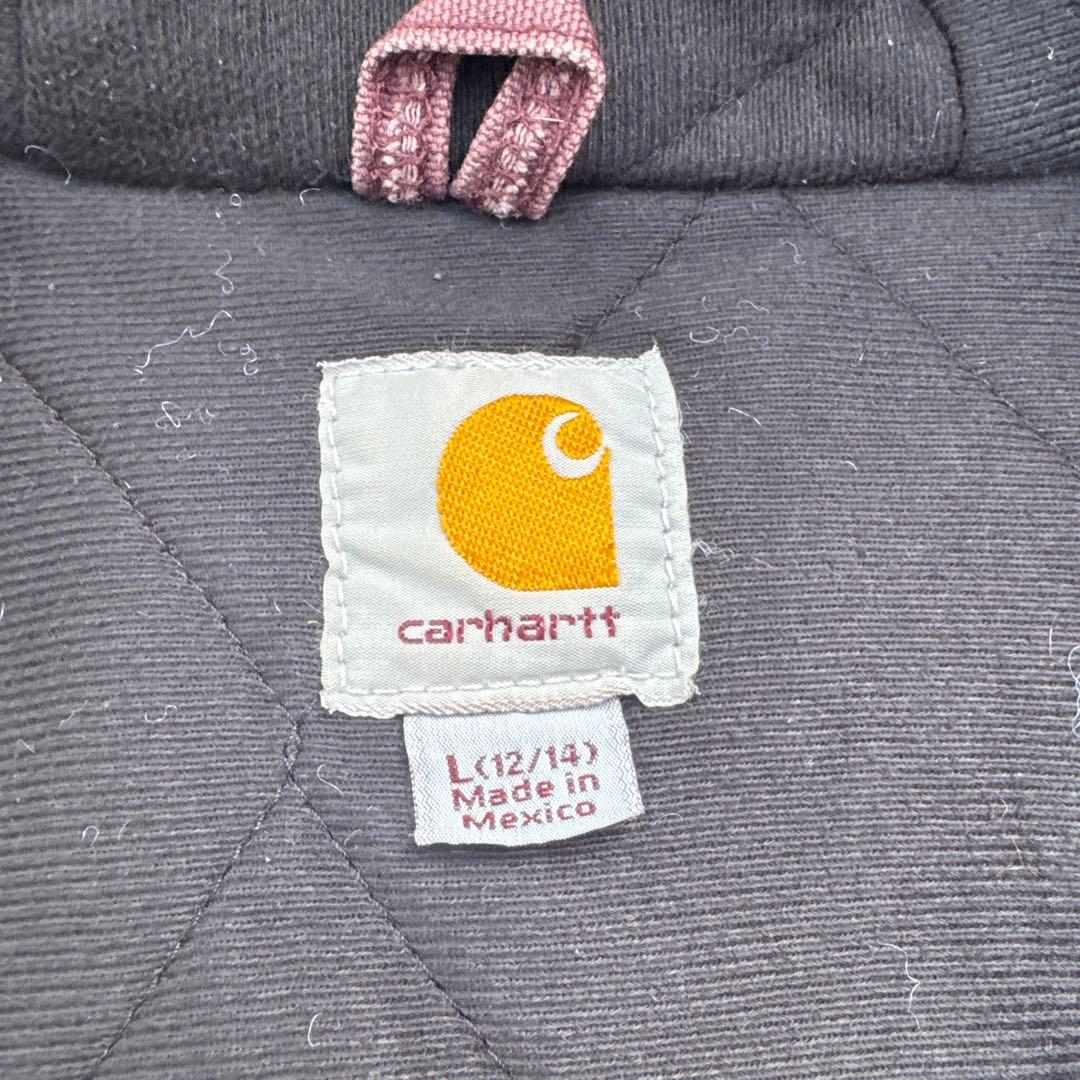 carhartt
L(12/14)
Made in
Mexico